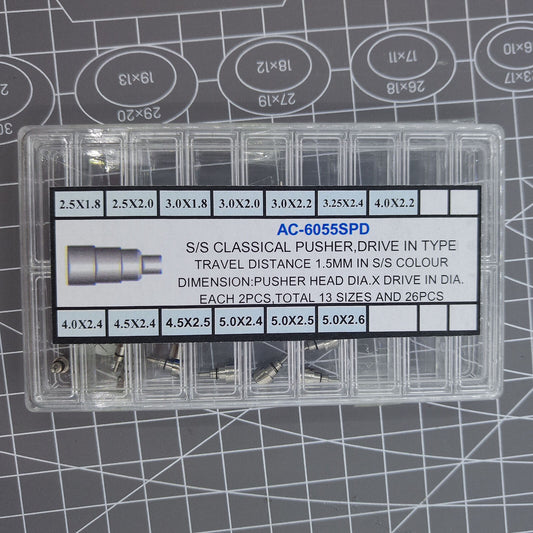 19×13
29×20
18×12
27×19
17×11
26×18
6×10
23×17
30
2.5X1.8 2.5X2.0 3.0X1.8 3.0X2.0 3.0X2.2 3.25X2.4 4.0X2.2
AC-6055SPD
S/S CLASSICAL PUSHER,DRIVE IN TYPE
TRAVEL DISTANCE 1.5MM IN S/S COLOUR
DIMENSION:PUSHER HEAD DIA.X DRIVE IN DIA.
EACH 2PCS,TOTAL 13 SIZES AND 26PCS
4.0X2.4 4.5X2.4 4.5X2.5 5.0X2.4 5.0X2.5 5.0X2.6